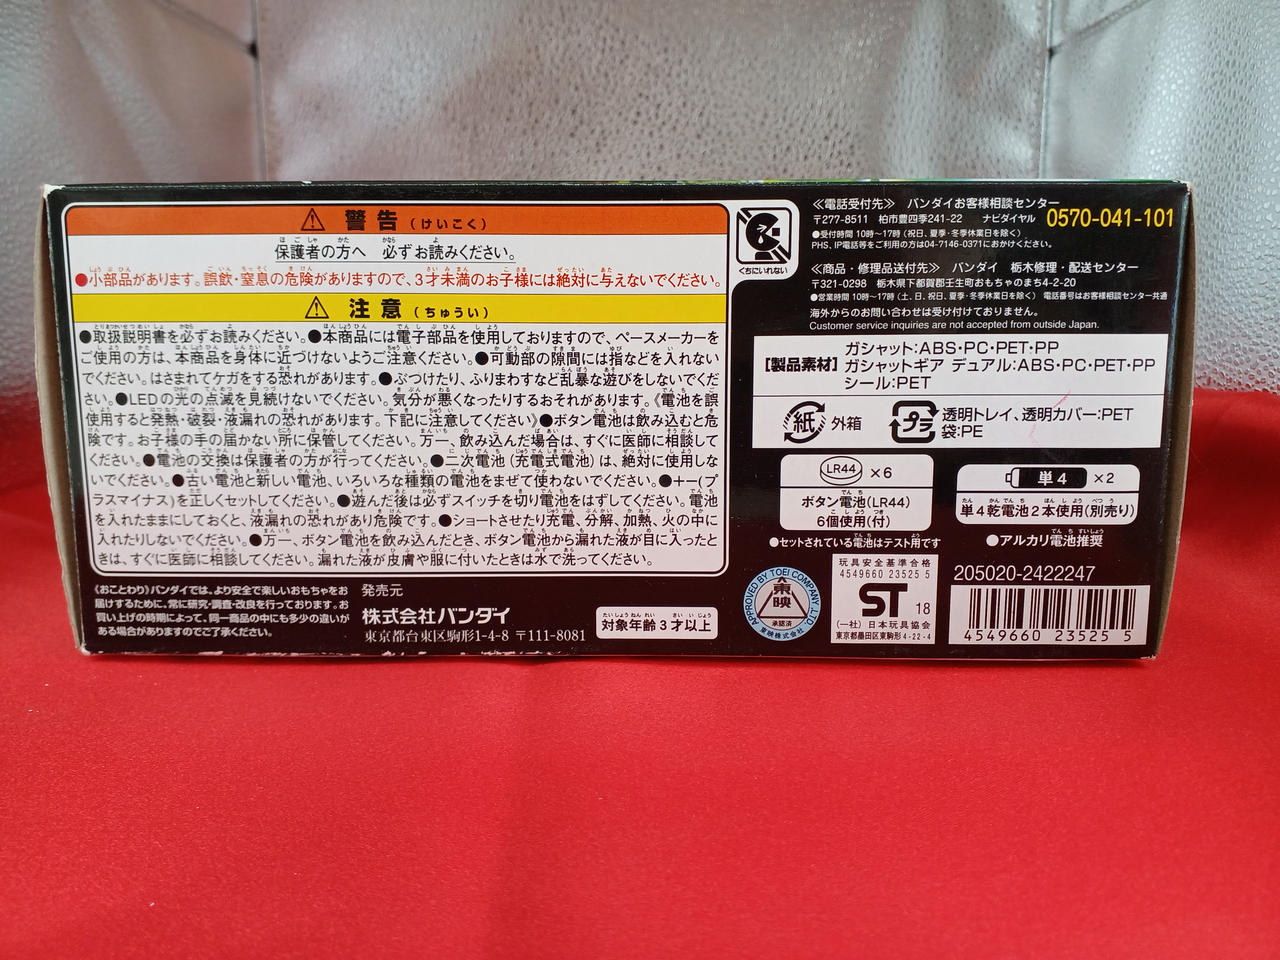 ⚠ 警告(けいこく)
保護者の方へ 必ずお読みください。
●小部品があります。誤飲・窒息の危険がありますので、3才未満のお子様には絶対に与えないでください。
⚠ 注意(ちゅうい)
●取扱説明書を必ずお読みください。●本商品には電子部品を使用しておりますので、ペースメーカーを
ご使用の方は、本商品を身体に近づけないようご注意ください。●可動部の隙間には指などを入れない
でください。はさまれてケガをする恐れがあります。●ぶつけたり、ふりまわすなど乱暴な遊びをしないでくだ
さい。●LEDの光の点滅を見続けないでください。気分が悪くなったりするおそれがあります。《電池を誤
使用すると発熱・破裂・液漏れの恐れがあります。下記に注意してください》●ボタン電池は飲み込むと危
険です。お子様の手の届かない所に保管してください。万一、飲み込んだ場合は、すぐに医師に相談して
ください。●電池の交換は保護者の方が行ってください。●二次電池(充電式電池)は、絶対に使用しな
いでください。●古い電池と新しい電池、いろいろな種類の電池をまぜて使わないでください。●+−(プ
ラスマイナス)を正しくセットしてください。●遊んだ後は必ずスイッチを切り電池をはずしてください。電池
を入れたままにしておくと、液漏れの恐れがあり危険です。●ショートさせたり充電、分解、加熱、火の中に
入れたりしないでください。●万一、ボタン電池を飲み込んだとき、ボタン電池から漏れた液が目に入ったと
きは、すぐに医師に相談してください。漏れた液が皮膚や服に付いたときは水で洗ってください。
《おことわり》バンダイでは、より安全で楽しいおもちゃをお
届けするために、常に研究・調査・改良を行っております。お
買い上げの時期によって、同一商品の中にも多少の違いが
ある場合がありますのでご了承ください。
発売元
株式会社バンダイ
東京都台東区駒形1-4-8 〒111-8081
対象年齢3才以上
くちにいれない
≪電話受付先≫ バンダイお客様相談センター
〒277-8511 柏市豊四季241-22 ナビダイヤル 0570-041-101
●受付時間 10時〜17時(祝日、夏季・冬季休業日を除く)
PHS、IP電話等をご利用の方は04-7146-0371におかけください。
≪商品・修理品送付先≫ バンダイ 栃木修理・配送センター
〒321-0298 栃木県下都賀郡壬生町おもちゃのまち4-2-20
●営業時間 10時〜17時(土、日、祝日、夏季・冬季休業日を除く) 電話番号はお客様相談センター共通
海外からのお問い合わせは受け付けておりません。
Customer service inquiries are not accepted from outside Japan.
【製品素材】
ガシャット:ABS・PC・PET・PP
ガシャットギア デュアル:ABS・PC・PET・PP
シール:PET
紙 外箱
プラ 透明トレイ、透明カバー:PET
袋:PE
LR44 ×6
ボタン電池(LR44)
6個使用(付)
●セットされている電池はテスト用です
単4 ×2
単4乾電池2本使用(別売り)
●アルカリ電池推奨
APPROVED BY TOEI COMPANY, LTD
東映
承認済
東映株式会社
玩具安全基準合格
4549660 23525 5
ST 18
(一社)日本玩具協会
東京都墨田区東駒形4-22-4
205020-2422247
4 549660 235255